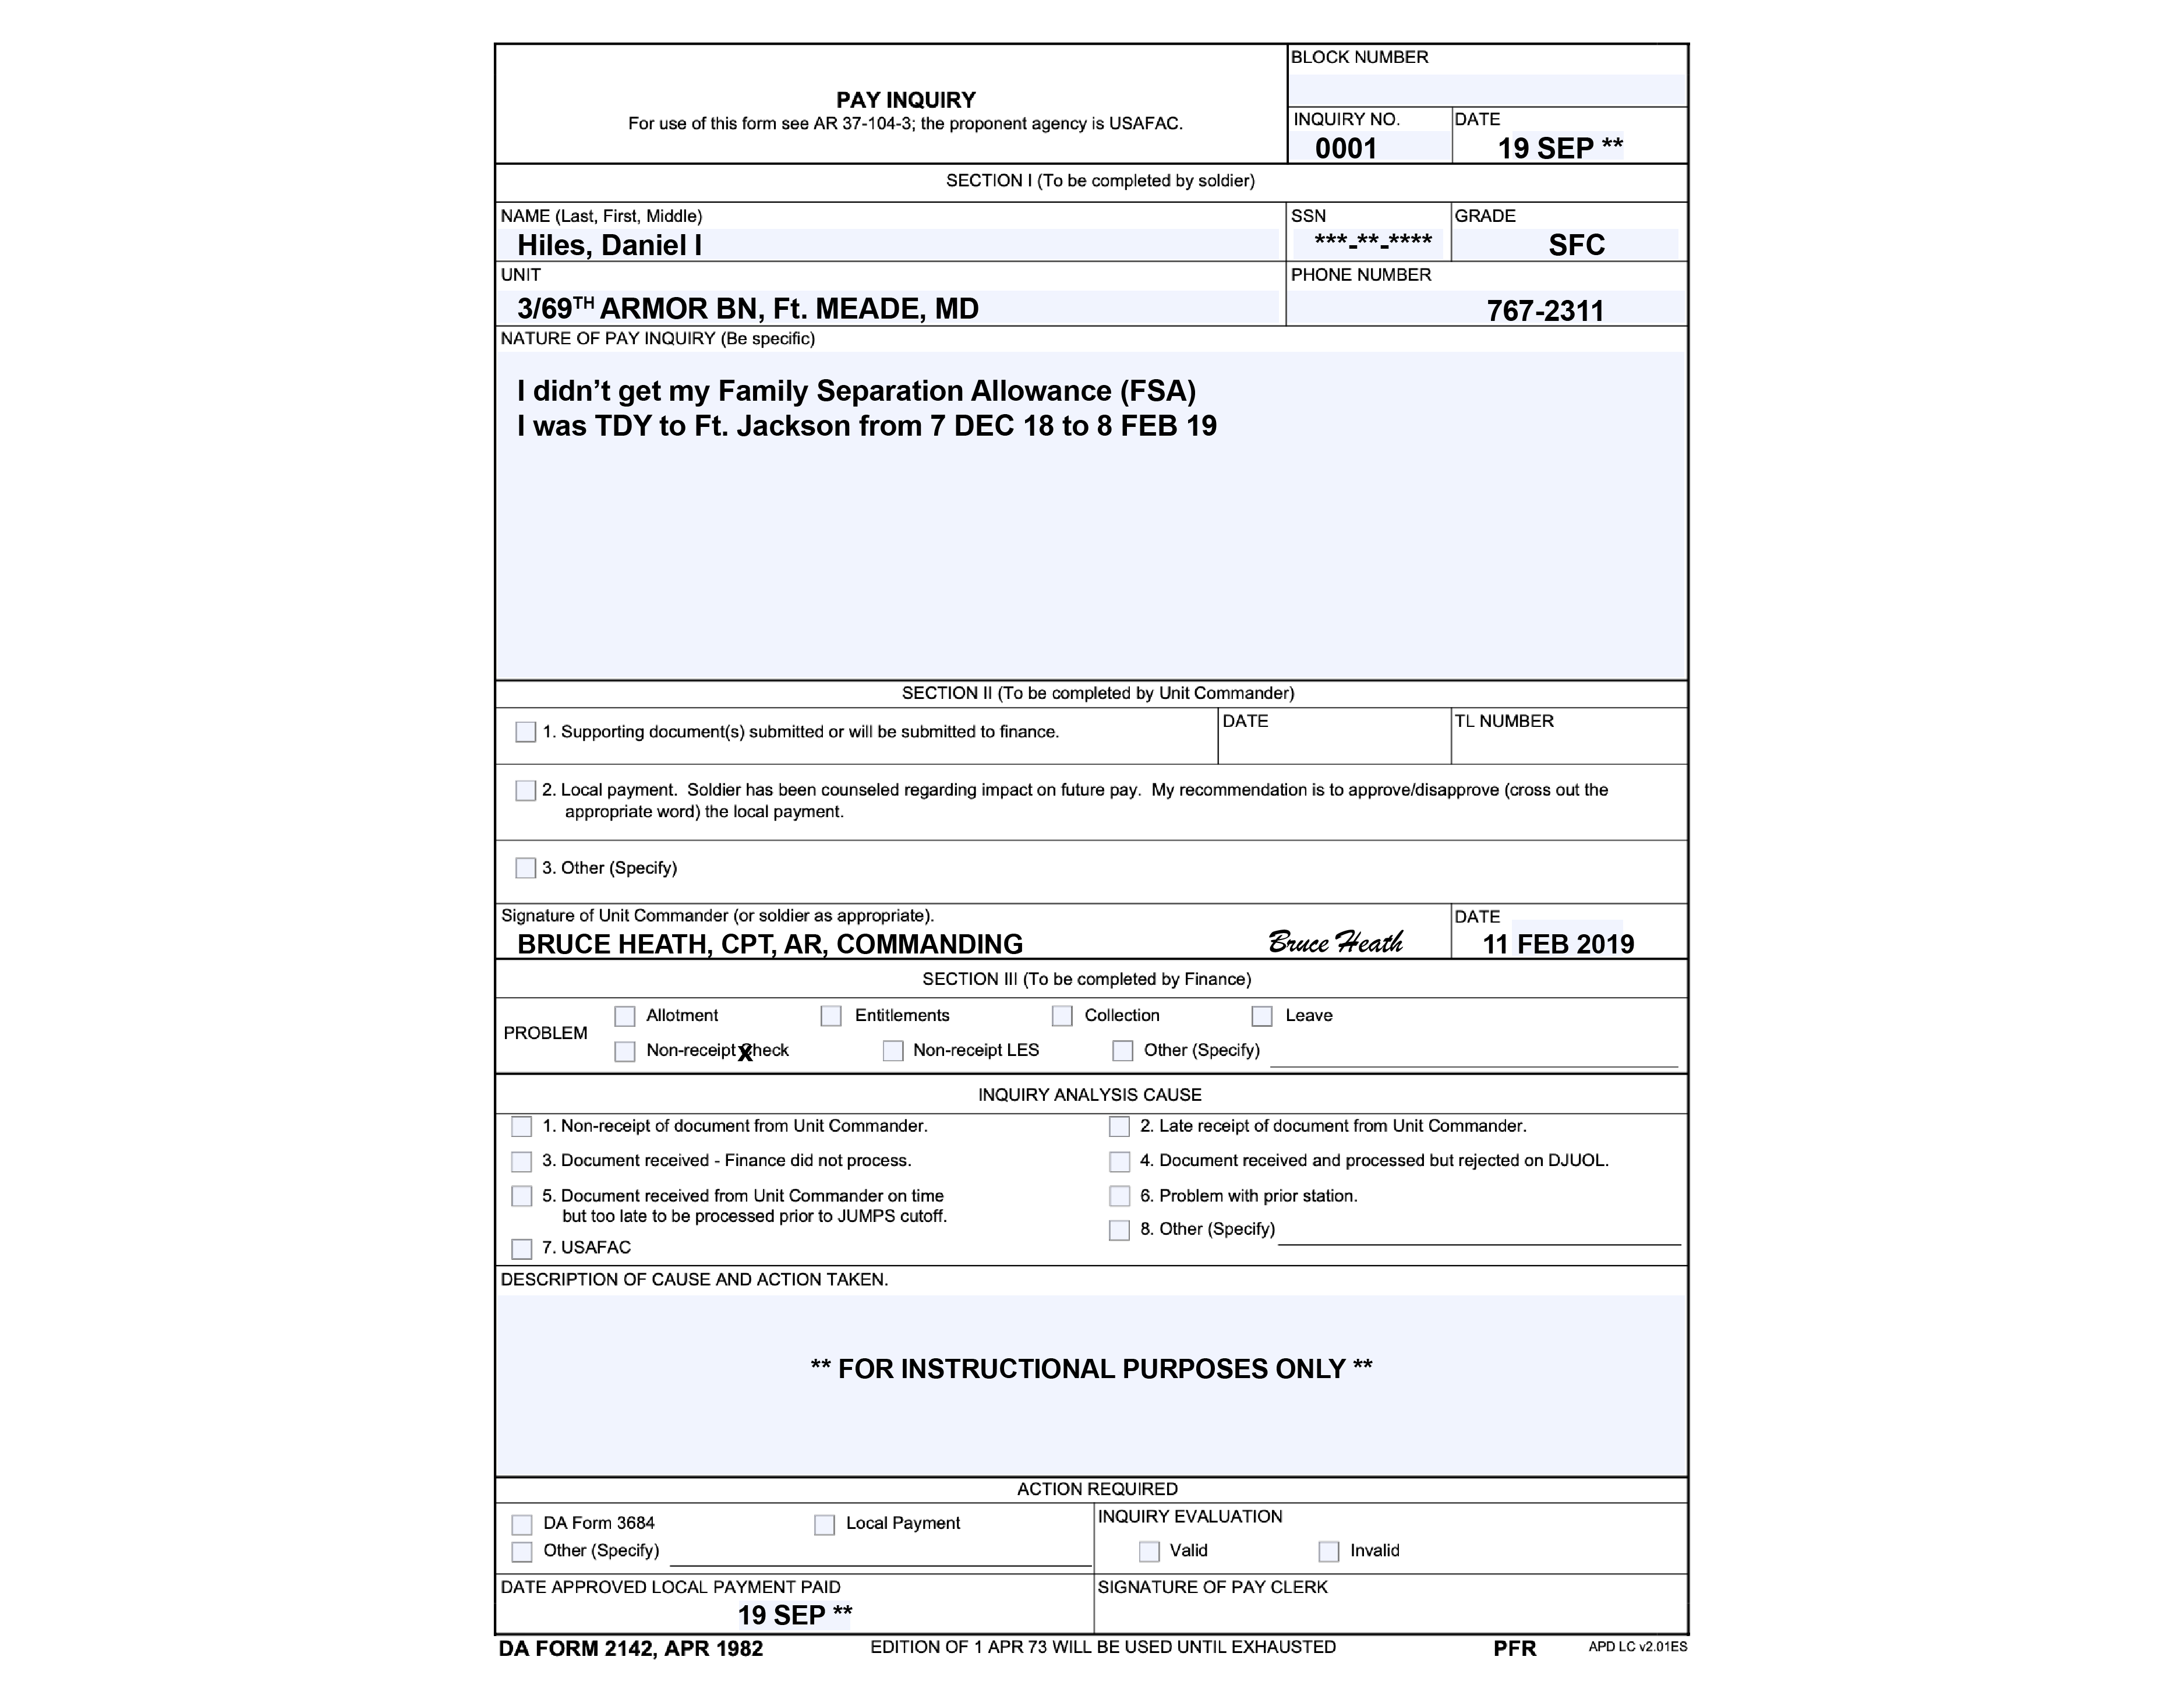 BLOCK NUMBER
PAY INQUIRY
For use of this form see AR 37-104-3; the proponent agency is USAFAC.
INQUIRY NO.
DATE
0001
19 SEP **
SECTION I (To be completed by soldier)
NAME (Last, First, Middle)
SSN
GRADE
Hiles, Daniel I
***-**-****
SFC
UNIT
PHONE NUMBER
3/69TH ARMOR BN, Ft. MEADE, MD
767-2311
NATURE OF PAY INQUIRY (Be specific)
I didn't get my Family Separation Allowance (FSA)
I was TDY to Ft. Jackson from 7 DEC 18 to 8 FEB 19
SECTION II (To be completed by Unit Commander)
1. Supporting document(s) submitted or will be submitted to finance.
DATE
TL NUMBER
2. Local payment. Soldier has been counseled regarding impact on future pay. My recommendation is to approve/disapprove (cross out the
appropriate word) the local payment.
3. Other (Specify)
Signature of Unit Commander (or soldier as appropriate).
DATE
BRUCE HEATH, CPT, AR, COMMANDING
Bruce Heath
11 FEB 2019
SECTION III (To be completed by Finance)
PROBLEM
Allotment
Entitlements
Collection
Leave
Non-receipt Check
x
Non-receipt LES
Other (Specify)
INQUIRY ANALYSIS CAUSE
1. Non-receipt of document from Unit Commander.
2. Late receipt of document from Unit Commander.
3. Document received - Finance did not process.
4. Document received and processed but rejected on DJUOL.
5. Document received from Unit Commander on time
but too late to be processed prior to JUMPS cutoff.
6. Problem with prior station.
8. Other (Specify)
7. USAFAC
DESCRIPTION OF CAUSE AND ACTION TAKEN.
** FOR INSTRUCTIONAL PURPOSES ONLY **
ACTION REQUIRED
DA Form 3684
Local Payment
Other (Specify)
INQUIRY EVALUATION
Valid
Invalid
DATE APPROVED LOCAL PAYMENT PAID
SIGNATURE OF PAY CLERK
19 SEP **
DA FORM 2142, APR 1982
EDITION OF 1 APR 73 WILL BE USED UNTIL EXHAUSTED
PFR
APD LC v2.01ES